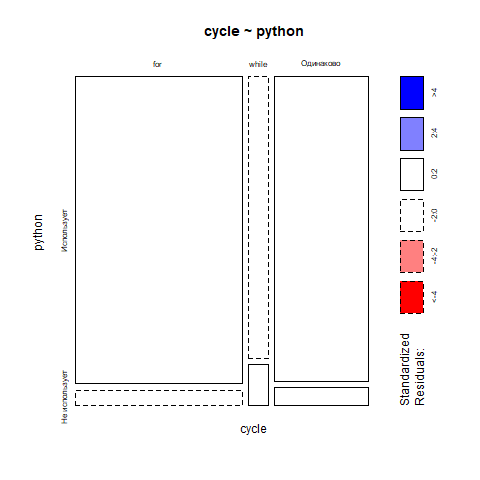 cycle ~ python
for
while
Одинаково
python
Использует
Не использует
cycle
Standardized
Residuals:
<-4
-4:-2
-2:0
0:2
2:4
>4